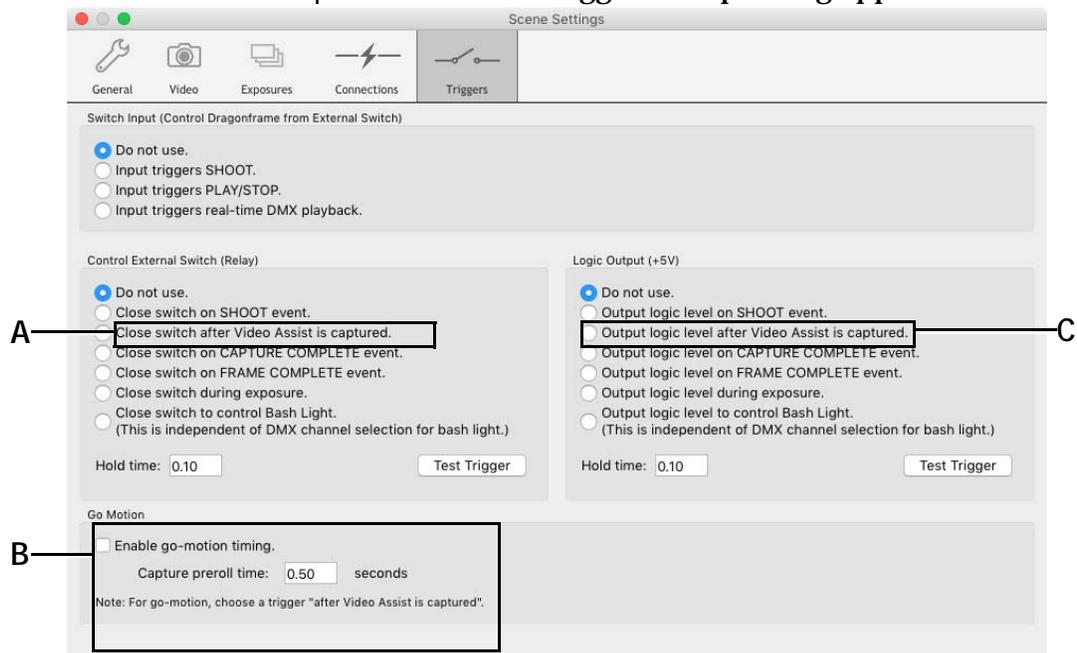 Scene Settings
General Video Exposures Connections Triggers
Switch Input (Control Dragonframe from External Switch)
Do not use.
Input triggers SHOOT.
Input triggers PLAY/STOP.
Input triggers real-time DMX playback.
Control External Switch (Relay)
Do not use.
Close switch on SHOOT event.
A
Close switch after Video Assist is captured.
Close switch on CAPTURE COMPLETE event.
Close switch on FRAME COMPLETE event.
Close switch during exposure.
Close switch to control Bash Light.
(This is independent of DMX channel selection for bash light.)
Hold time: 0.10 Test Trigger
Logic Output (+5V)
Do not use.
Output logic level on SHOOT event.
Output logic level after Video Assist is captured.
C
Output logic level on CAPTURE COMPLETE event.
Output logic level on FRAME COMPLETE event.
Output logic level during exposure.
Output logic level to control Bash Light.
(This is independent of DMX channel selection for bash light.)
Hold time: 0.10 Test Trigger
Go Motion
B
Enable go-motion timing.
Capture preroll time: 0.50 seconds
Note: For go-motion, choose a trigger "after Video Assist is captured".